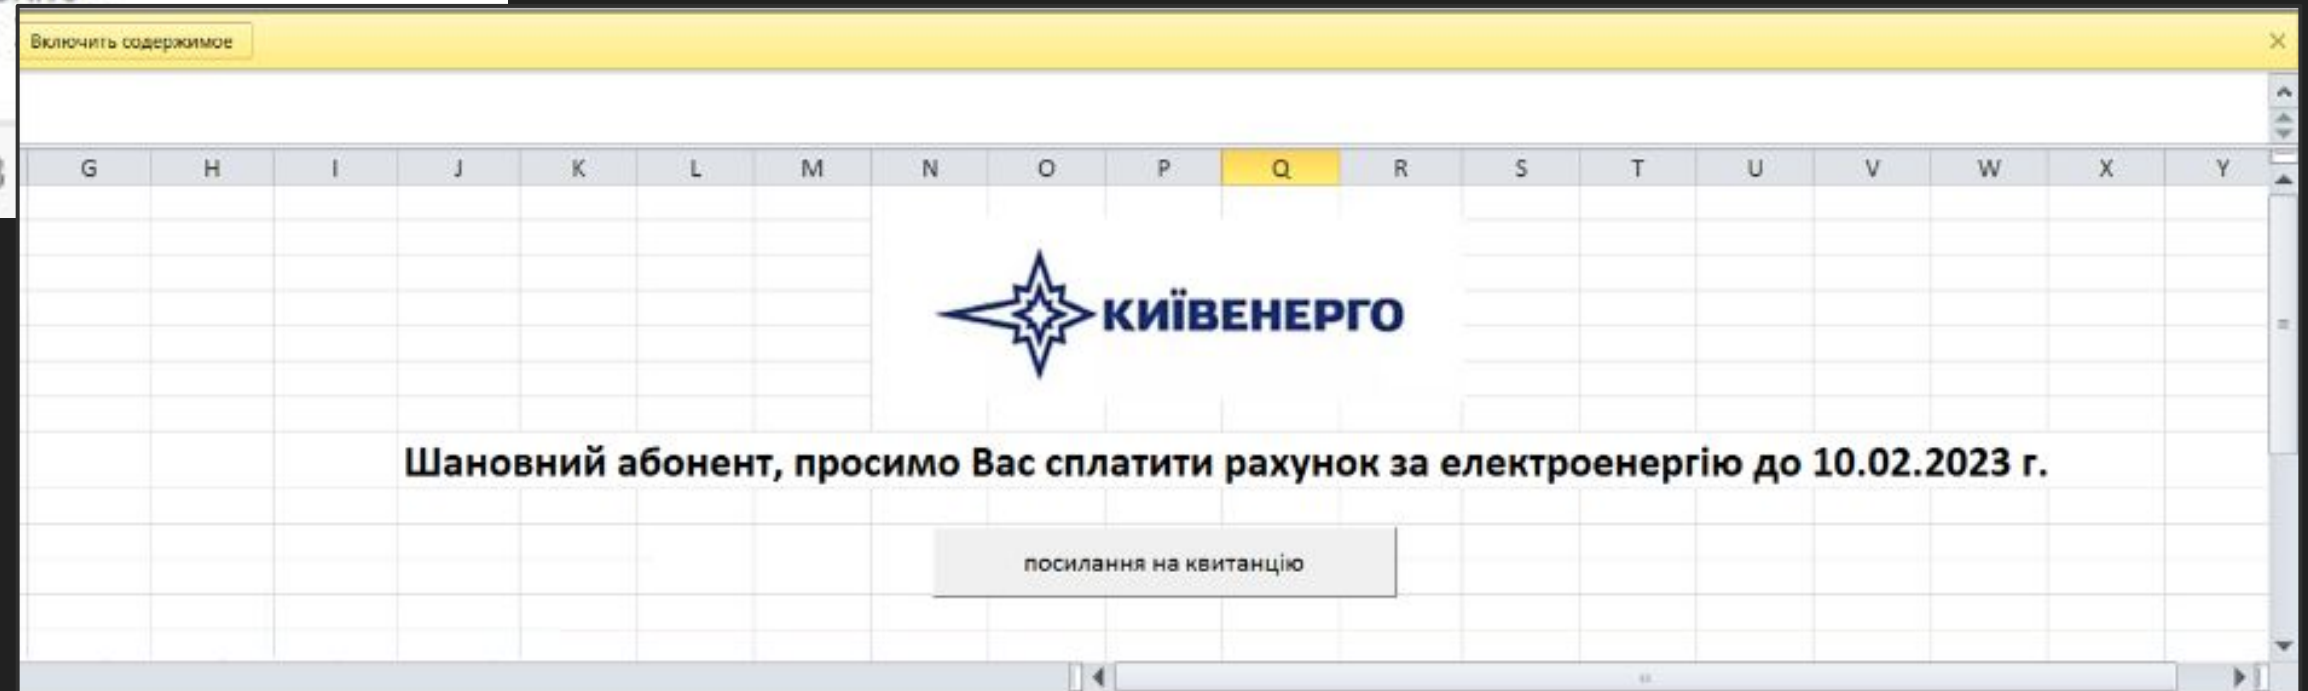 Включить содержимое
G H I J K L M N O P Q R S T U V W X Y
КИЇВЕНЕРГО
Шановний абонент, просимо Вас сплатити рахунок за електроенергію до 10.02.2023 г.
посилання на квитанцію